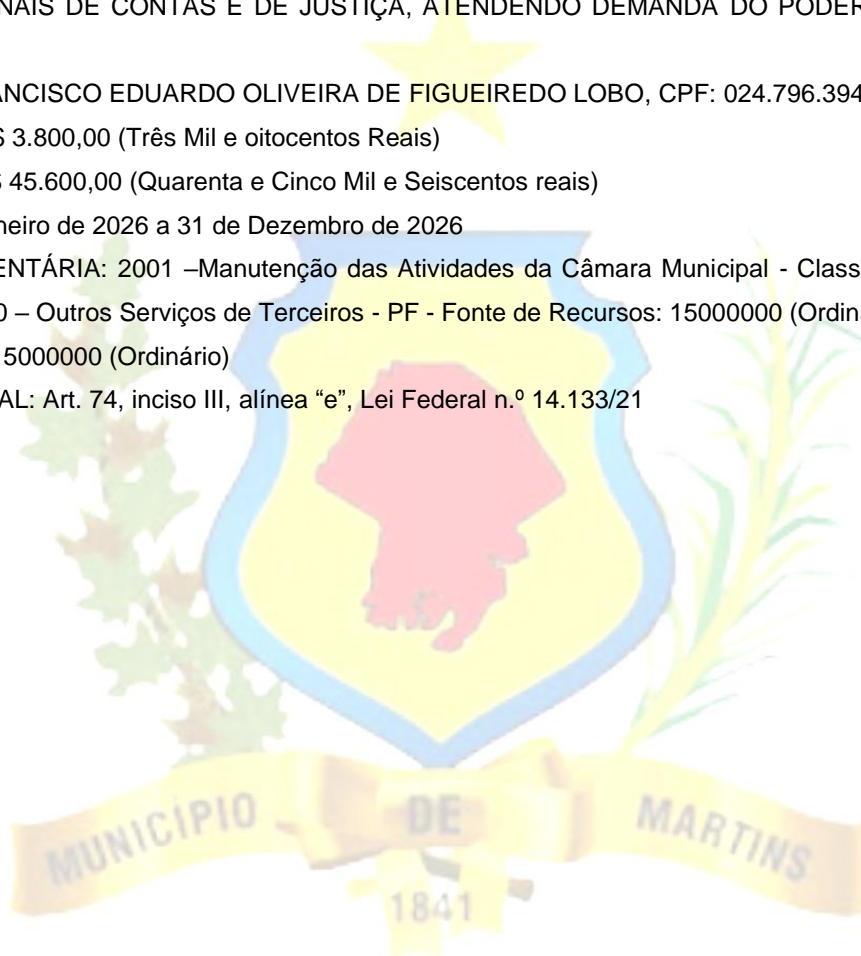 NAIS DE CONTAS E DE JUSTIÇA, ATENDENDO DEMANDA DO PODER
ANCISCO EDUARDO OLIVEIRA DE FIGUEIREDO LOBO, CPF: 024.796.394
$ 3.800,00 (Três Mil e oitocentos Reais)
$ 45.600,00 (Quarenta e Cinco Mil e Seiscentos reais)
neiro de 2026 a 31 de Dezembro de 2026
ENTÁRIA: 2001 –Manutenção das Atividades da Câmara Municipal - Class
0 – Outros Serviços de Terceiros - PF - Fonte de Recursos: 15000000 (Ordin
5000000 (Ordinário)
AL: Art. 74, inciso III, alínea “e”, Lei Federal n.º 14.133/21
MUNICÍPIO DE MARTINS
1841